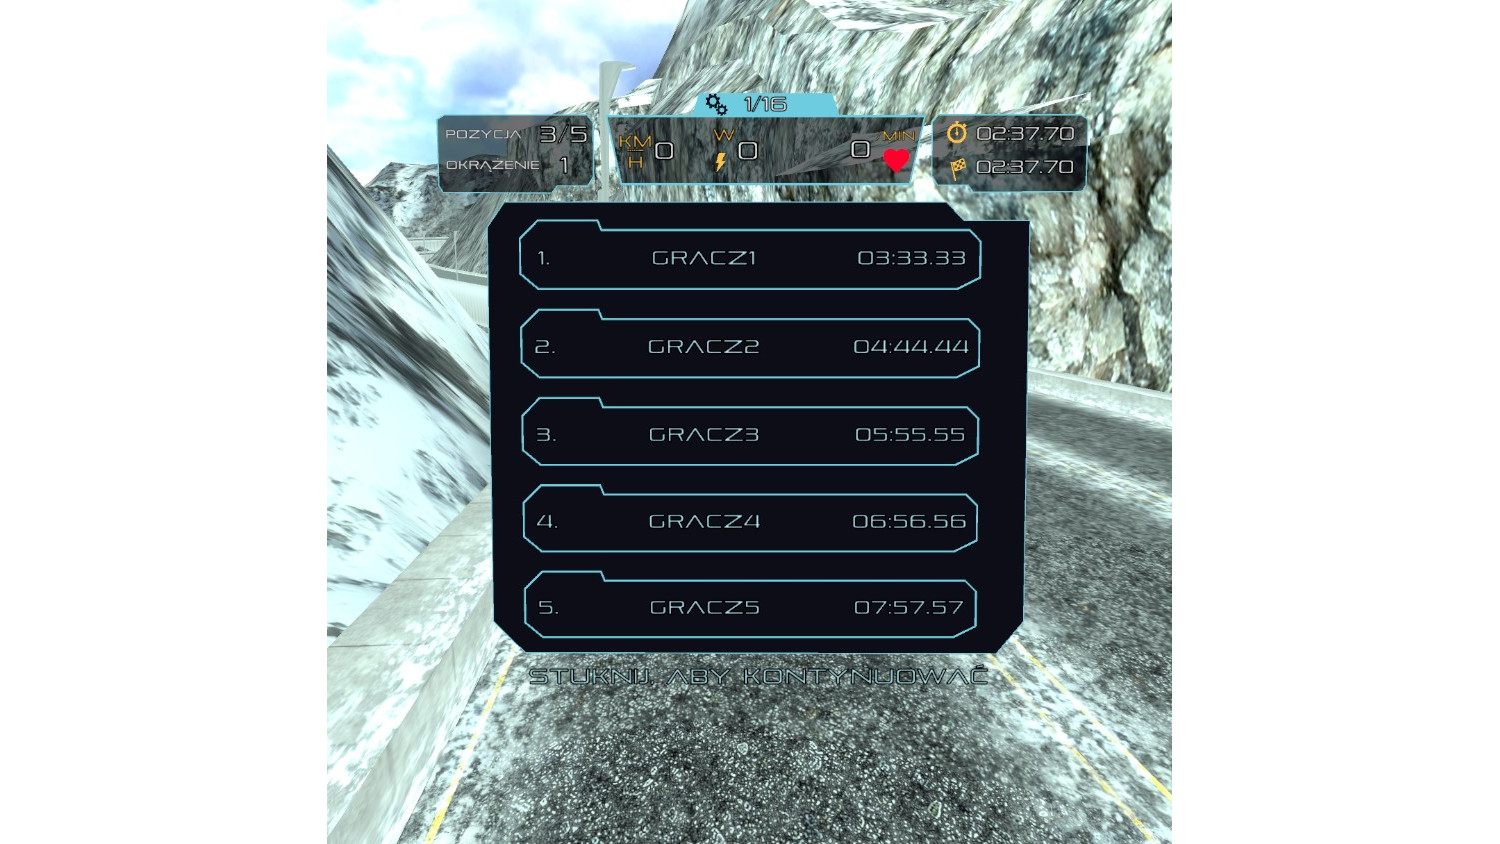 1/16
POZYCJA 3/5
OKRĄŻENIE 1
KM/H 0
W 0
0 /MIN
02:37.70
02:37.70
1. GRACZ1 03:33.33
2. GRACZ2 04:44.44
3. GRACZ3 05:55.55
4. GRACZ4 06:56.56
5. GRACZ5 07:57.57
STUKNIJ, ABY KONTYNUOWAĆ